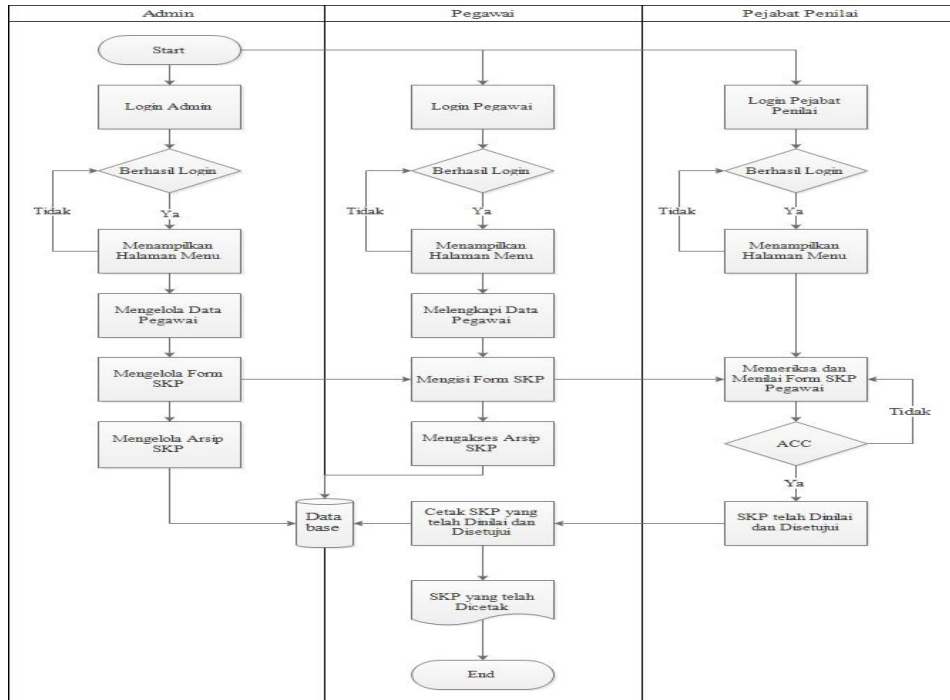 Admin
Pegawai
Pejabat Penilai
Start
Login Admin
Login Pegawai
Login Pejabat
Penilai
Berhasil Login
Berhasil Login
Berhasil Login
Tidak
Ya
Tidak
Ya
Tidak
Ya
Menampilkan
Halaman Menu
Menampilkan
Halaman Menu
Menampilkan
Halaman Menu
Mengelola Data
Pegawai
Melengkapi Data
Pegawai
Mengelola Form
SKP
Mengisi Form SKP
Memeriksa dan
Menilai Form SKP
Pegawai
Tidak
Mengelola Arsip
SKP
Mengakses Arsip
SKP
ACC
Ya
Data
base
Cetak SKP yang
telah Dinilai dan
Disetujui
SKP telah Dinilai
dan Disetujui
SKP yang telah
Dicetak
End